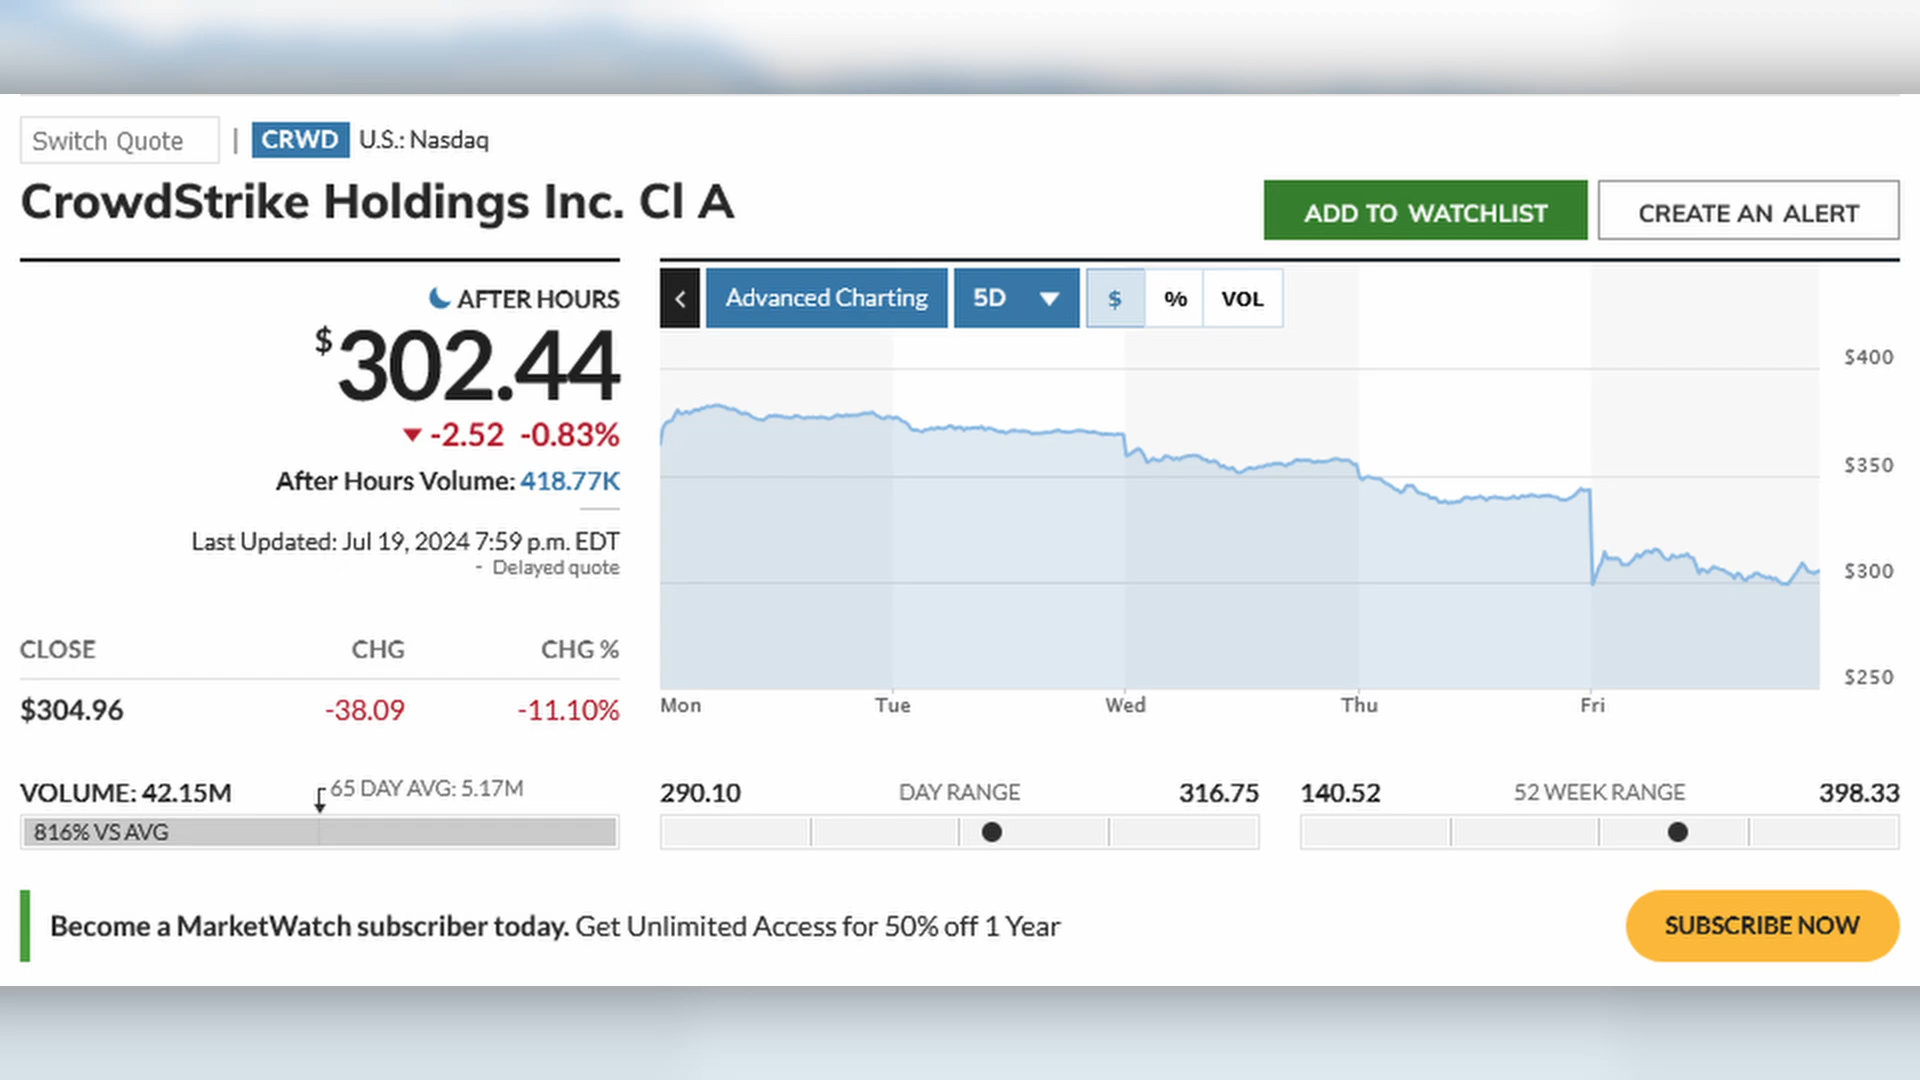 Switch Quote | CRWD U.S.: Nasdaq
CrowdStrike Holdings Inc. Cl A
ADD TO WATCHLIST CREATE AN ALERT
AFTER HOURS
$302.44
-2.52 -0.83%
After Hours Volume: 418.77K
Last Updated: Jul 19, 2024 7:59 p.m. EDT
- Delayed quote
CLOSE CHG CHG %
$304.96 -38.09 -11.10%
Advanced Charting 5D $ % VOL
$400
$350
$300
$250
Mon Tue Wed Thu Fri
VOLUME: 42.15M 65 DAY AVG: 5.17M
816% VS AVG
290.10 DAY RANGE 316.75
140.52 52 WEEK RANGE 398.33
Become a MarketWatch subscriber today. Get Unlimited Access for 50% off 1 Year
SUBSCRIBE NOW